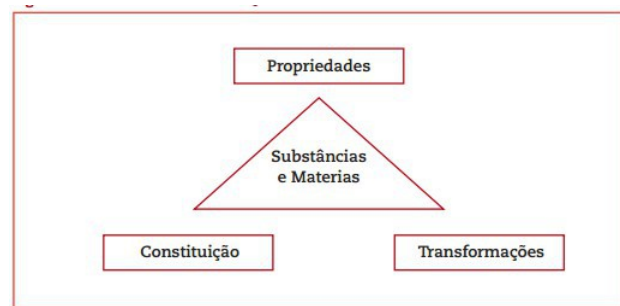 Propriedades
Substâncias
e Materias
Constituição
Transformações